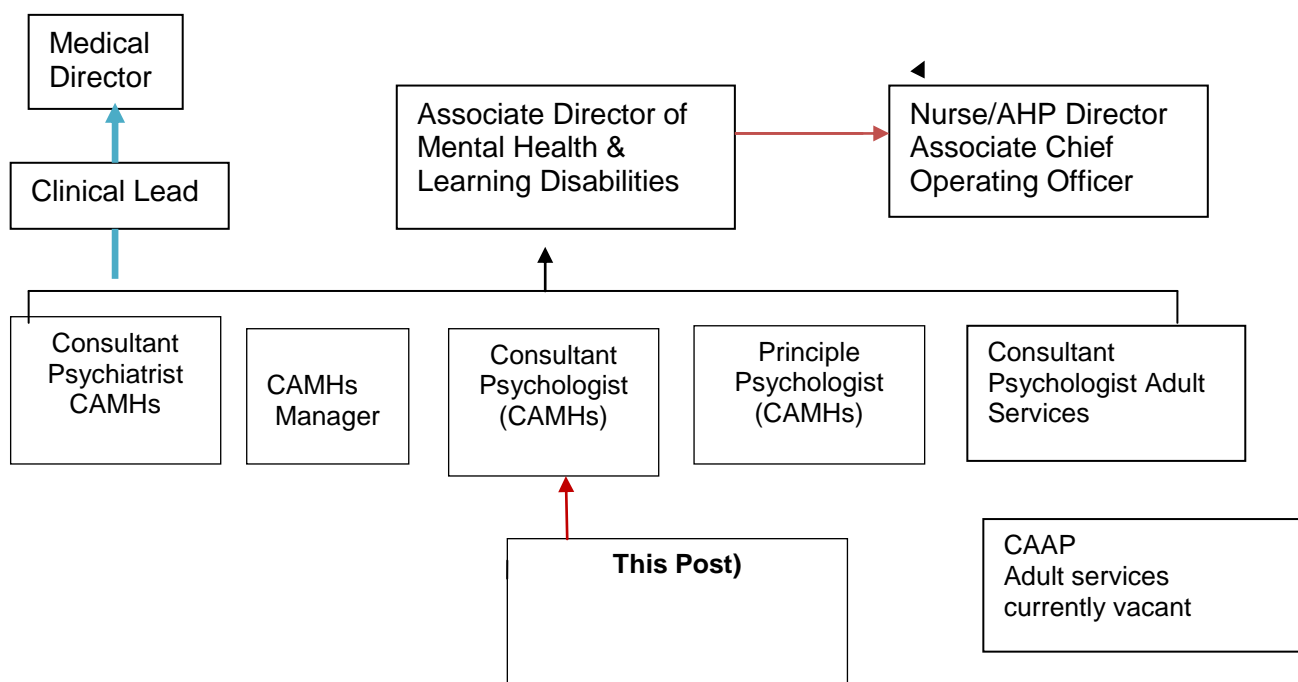 Medical
Director
Associate Director of
Mental Health &
Learning Disabilities
Nurse/AHP Director
Associate Chief
Operating Officer
Clinical Lead
Consultant
Psychiatrist
CAMHs
CAMHs
Manager
Consultant
Psychologist
(CAMHs)
Principle
Psychologist
(CAMHs)
Consultant
Psychologist Adult
Services
This Post)
CAAP
Adult services
currently vacant